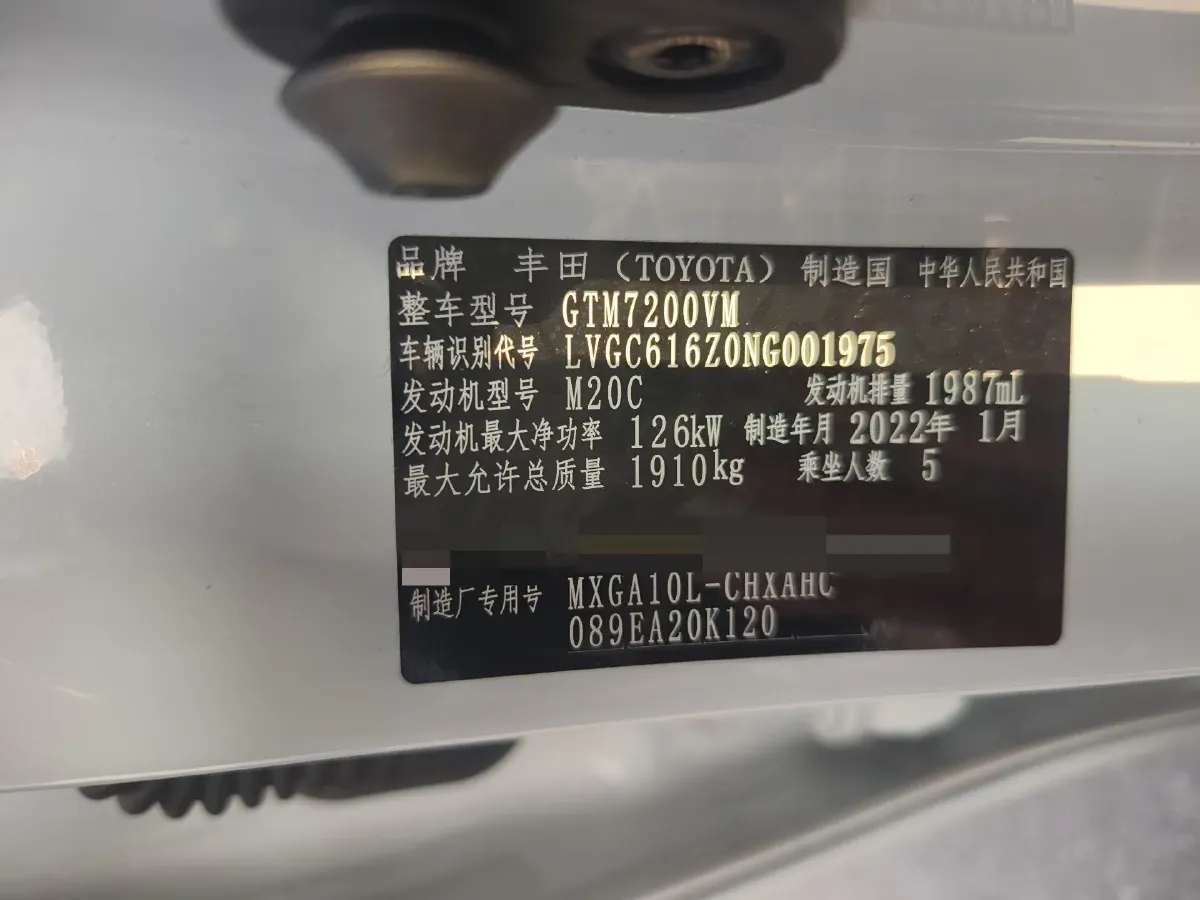 品牌 丰田（TOYOTA） 制造国 中华人民共和国
整车型号 GTM7200VM
车辆识别代号 LVGC616Z0NG001975
发动机型号 M20C 发动机排量 1987mL
发动机最大净功率 126kW 制造年月 2022年 1月
最大允许总质量 1910kg 乘坐人数 5
制造厂专用号 MXGA10L-CHXAHC
089EA20K120